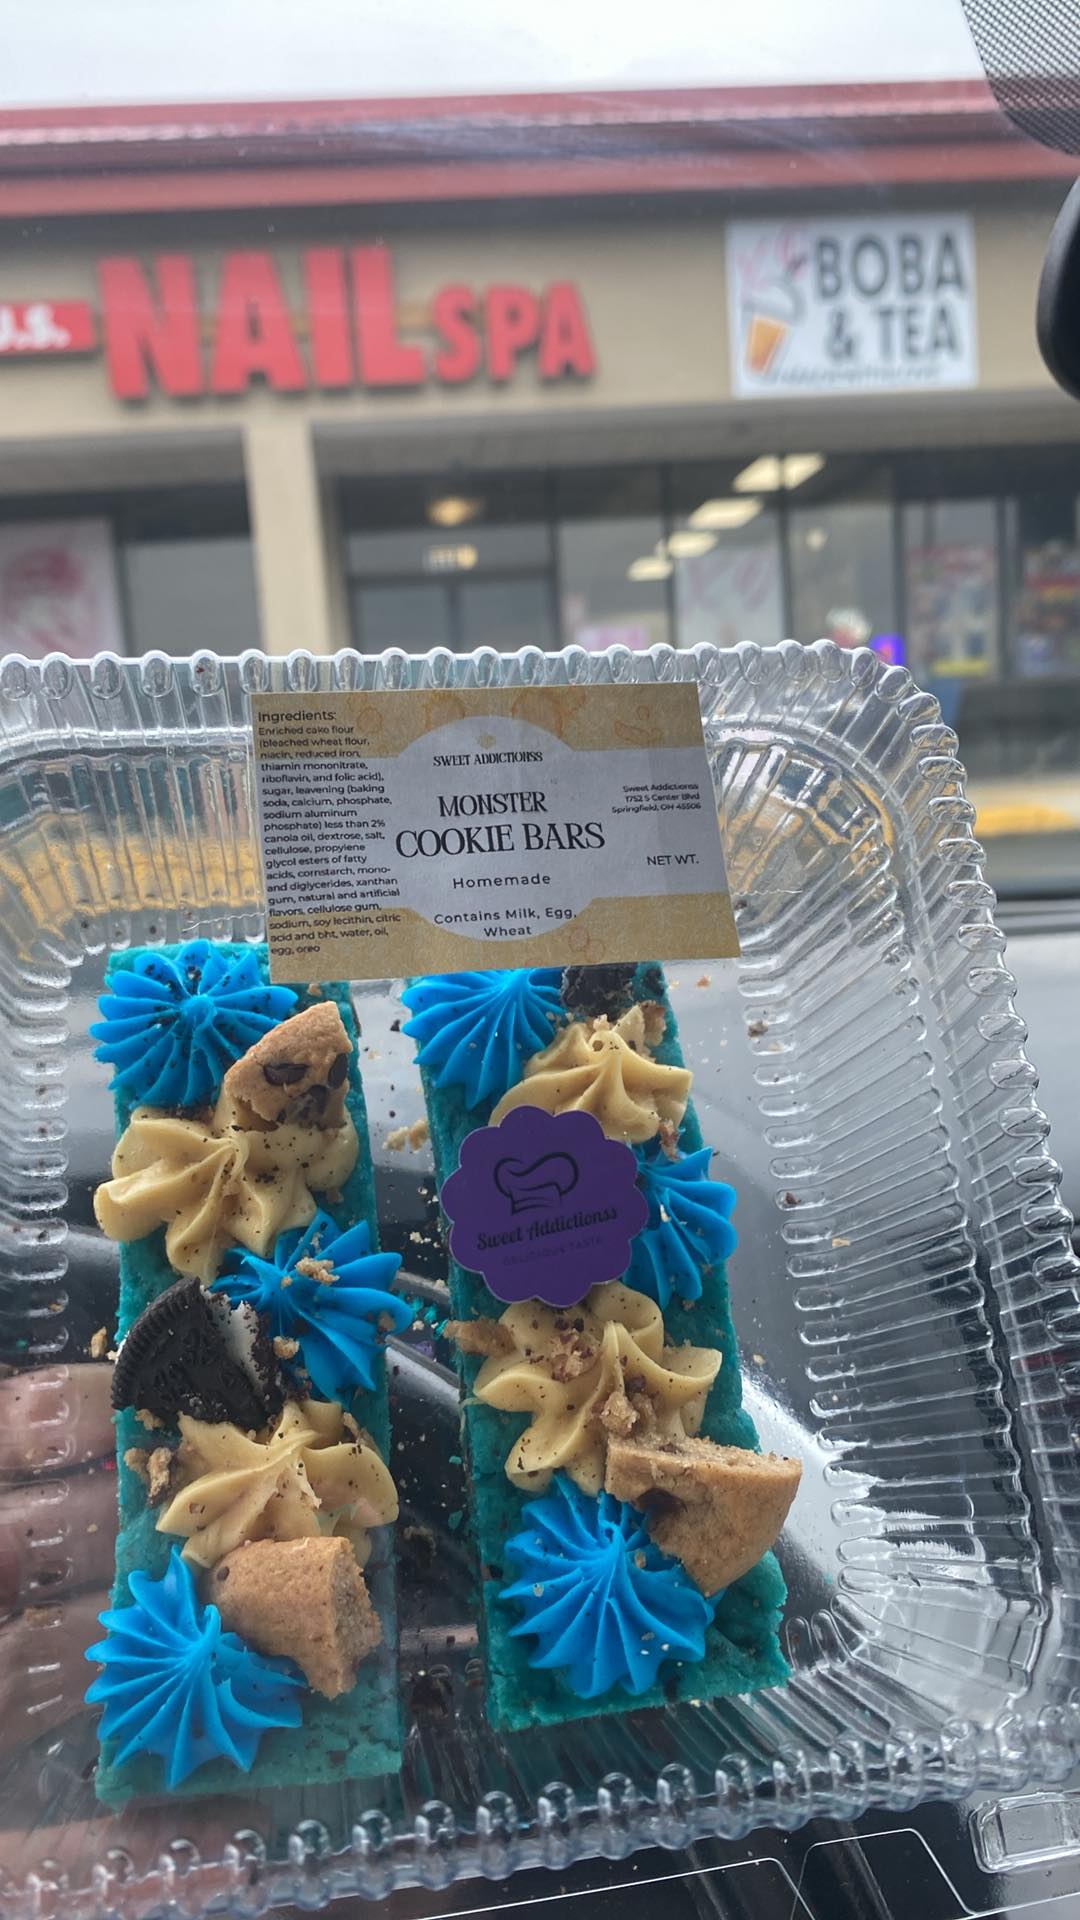 U.S.
NAIL SPA
BOBA
& TEA
Ingredients:
Enriched cake flour
(bleached wheat flour,
niacin, reduced iron,
thiamin mononitrate,
riboflavin, and folic acid),
sugar, leavening (baking
soda, calcium, phosphate,
sodium aluminum
phosphate) less than 2%
canola oil, dextrose, salt,
cellulose, propylene
glycol esters of fatty
acids, cornstarch, mono-
and diglycerides, xanthan
gum, natural and artificial
flavors, cellulose gum,
sodium, soy lecithin, citric
acid and bht, water, oil,
egg, oreo
SWEET ADDICTIONSS
MONSTER
COOKIE BARS
Homemade
Contains Milk, Egg,
Wheat
Sweet Addictionss
1752 S Center Blvd
Springfield, OH 45506
NET WT.
Sweet Addictionss
DELICIOUS TASTE